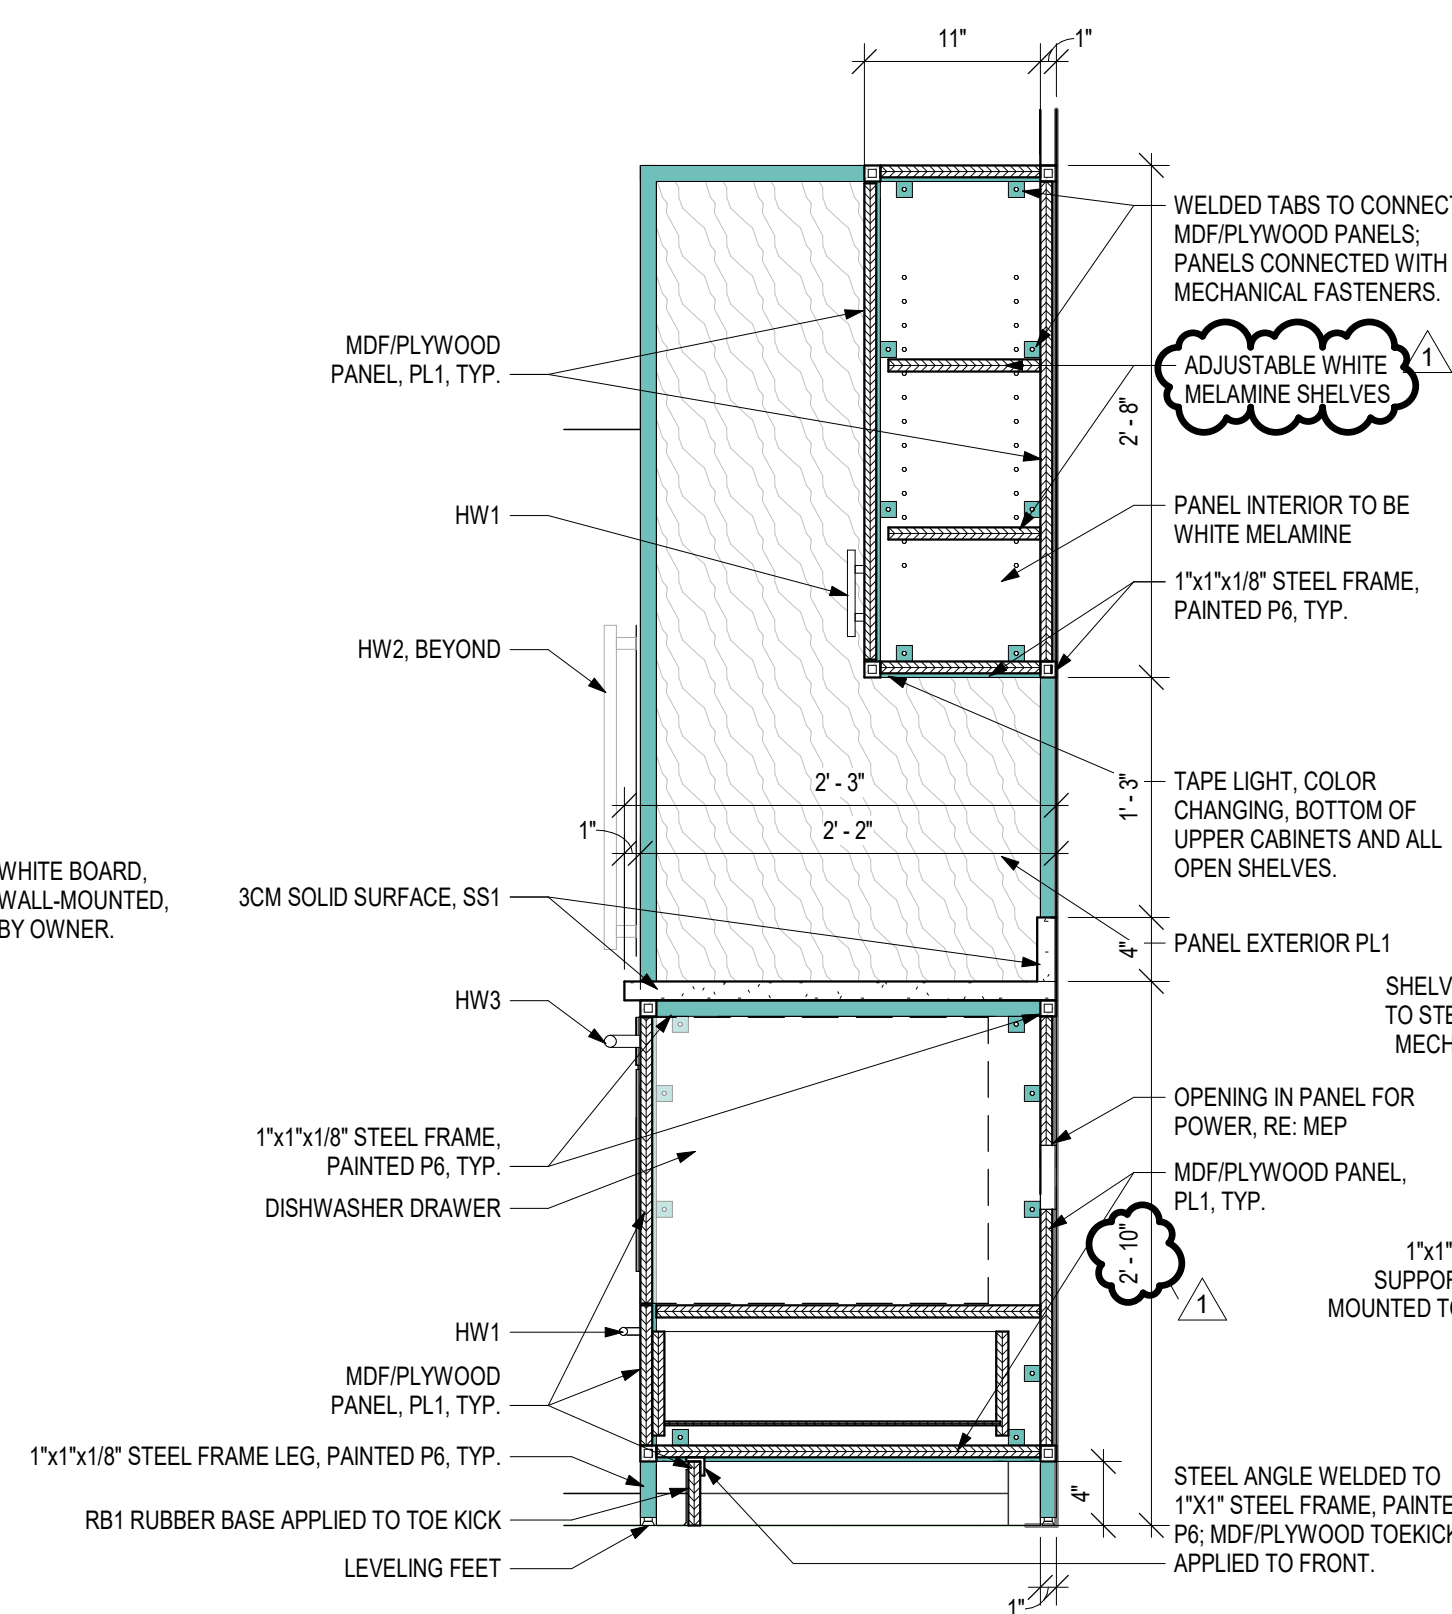 11"
1"
WELDED TABS TO CONNECT
MDF/PLYWOOD PANELS;
PANELS CONNECTED WITH
MECHANICAL FASTENERS.
MDF/PLYWOOD
PANEL, PL1, TYP.
ADJUSTABLE WHITE
MELAMINE SHELVES
1
2' - 8"
HW1
PANEL INTERIOR TO BE
WHITE MELAMINE
1"x1"x1/8" STEEL FRAME,
PAINTED P6, TYP.
HW2, BEYOND
2' - 3"
1' - 3"
TAPE LIGHT, COLOR
CHANGING, BOTTOM OF
UPPER CABINETS AND ALL
OPEN SHELVES.
1"
2' - 2"
WHITE BOARD,
WALL-MOUNTED,
BY OWNER.
3CM SOLID SURFACE, SS1
4"
PANEL EXTERIOR PL1
HW3
SHELV
TO STE
MECH
OPENING IN PANEL FOR
POWER, RE: MEP
1"x1"x1/8" STEEL FRAME,
PAINTED P6, TYP.
MDF/PLYWOOD PANEL,
PL1, TYP.
DISHWASHER DRAWER
2' - 10"
1
1"x1"
SUPPOR
MOUNTED TO
HW1
MDF/PLYWOOD
PANEL, PL1, TYP.
1"x1"x1/8" STEEL FRAME LEG, PAINTED P6, TYP.
4"
STEEL ANGLE WELDED TO
1"X1" STEEL FRAME, PAINTE
P6; MDF/PLYWOOD TOEKICK
APPLIED TO FRONT.
RB1 RUBBER BASE APPLIED TO TOE KICK
LEVELING FEET
1"